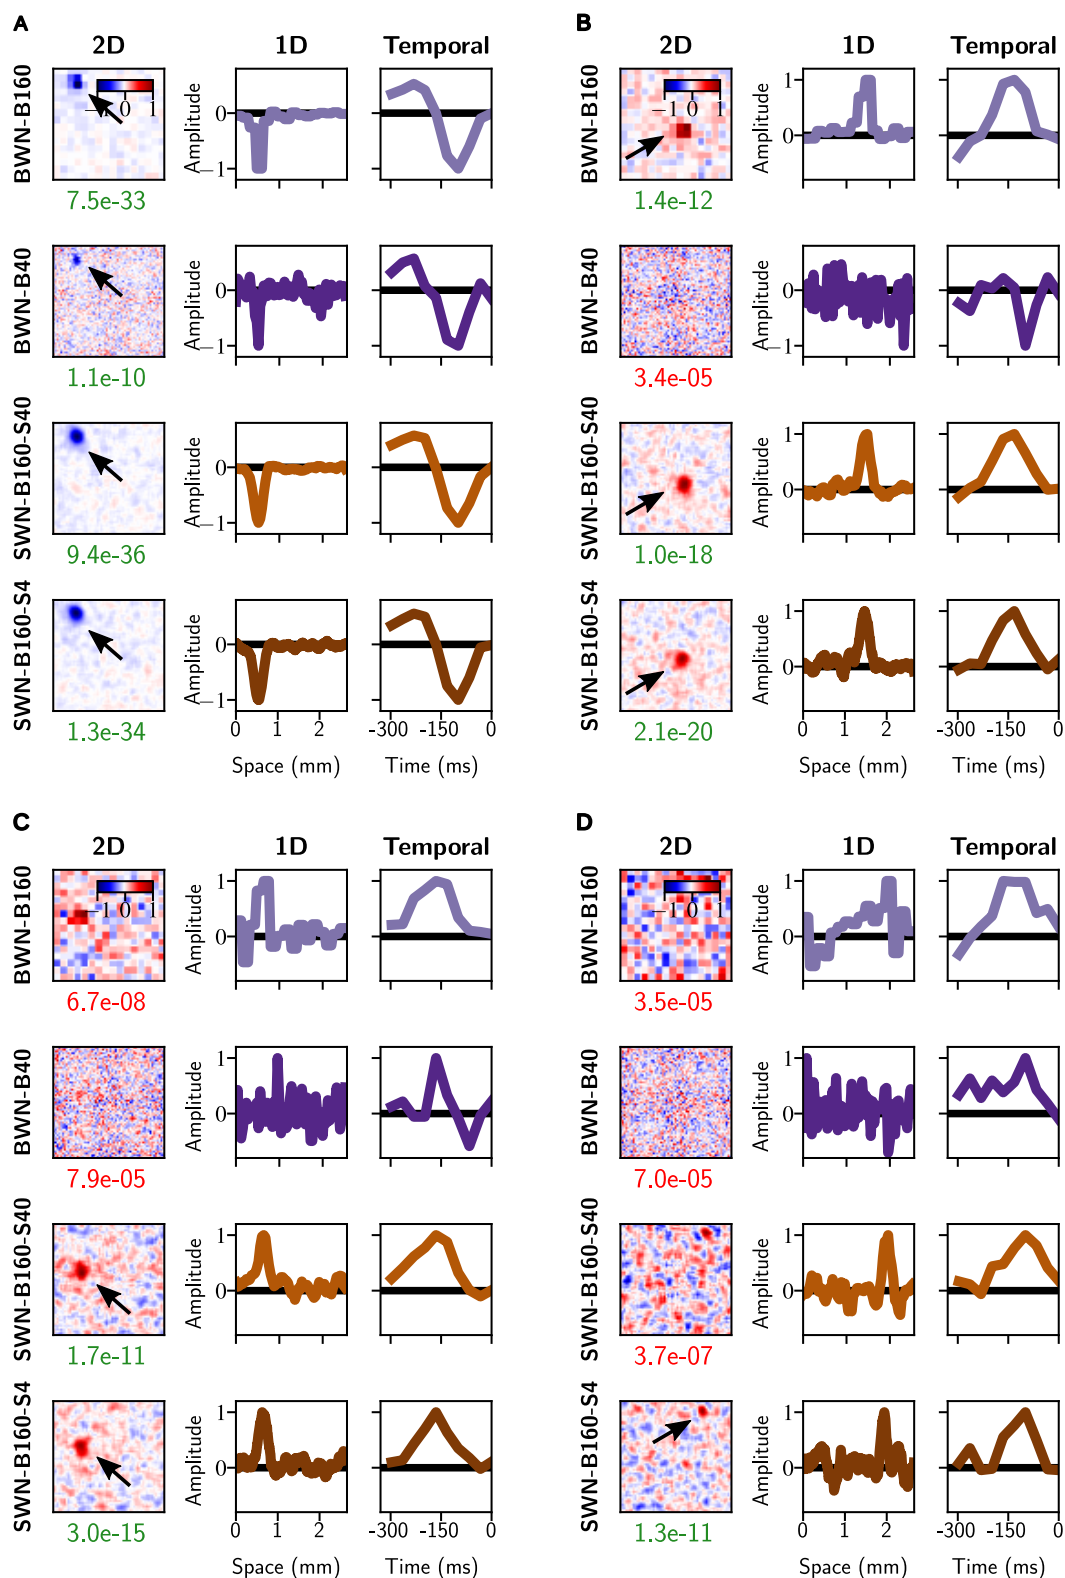 A
2D 1D Temporal
BWN-B160
−1 0 1
Amplitude
0
−1
7.5e-33
BWN-B40
Amplitude
0
−1
1.1e-10
SWN-B160-S40
Amplitude
0
−1
9.4e-36
SWN-B160-S4
Amplitude
0
−1
1.3e-34
0 1 2
-300 -150 0
Space (mm)
Time (ms)
B
2D 1D Temporal
BWN-B160
−1 0 1
Amplitude
1
0
1.4e-12
BWN-B40
Amplitude
0
−1
3.4e-05
SWN-B160-S40
Amplitude
1
0
1.0e-18
SWN-B160-S4
Amplitude
1
0
2.1e-20
0 1 2
-300 -150 0
Space (mm)
Time (ms)
C
2D 1D Temporal
BWN-B160
−1 0 1
Amplitude
1
0
6.7e-08
BWN-B40
Amplitude
1
0
7.9e-05
SWN-B160-S40
Amplitude
1
0
1.7e-11
SWN-B160-S4
Amplitude
1
0
3.0e-15
0 1 2
-300 -150 0
Space (mm)
Time (ms)
D
2D 1D Temporal
BWN-B160
−1 0 1
Amplitude
1
0
3.5e-05
BWN-B40
Amplitude
1
0
7.0e-05
SWN-B160-S40
Amplitude
1
0
3.7e-07
SWN-B160-S4
Amplitude
1
0
1.3e-11
0 1 2
-300 -150 0
Space (mm)
Time (ms)